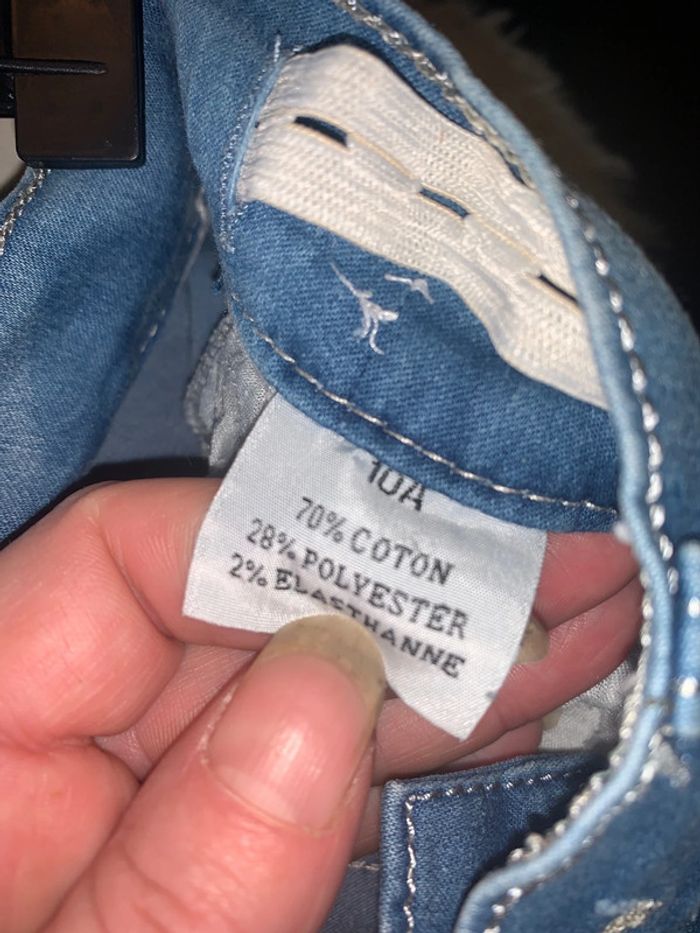 10A
70% COTON
28% POLYESTER
2% ELASTHANNE